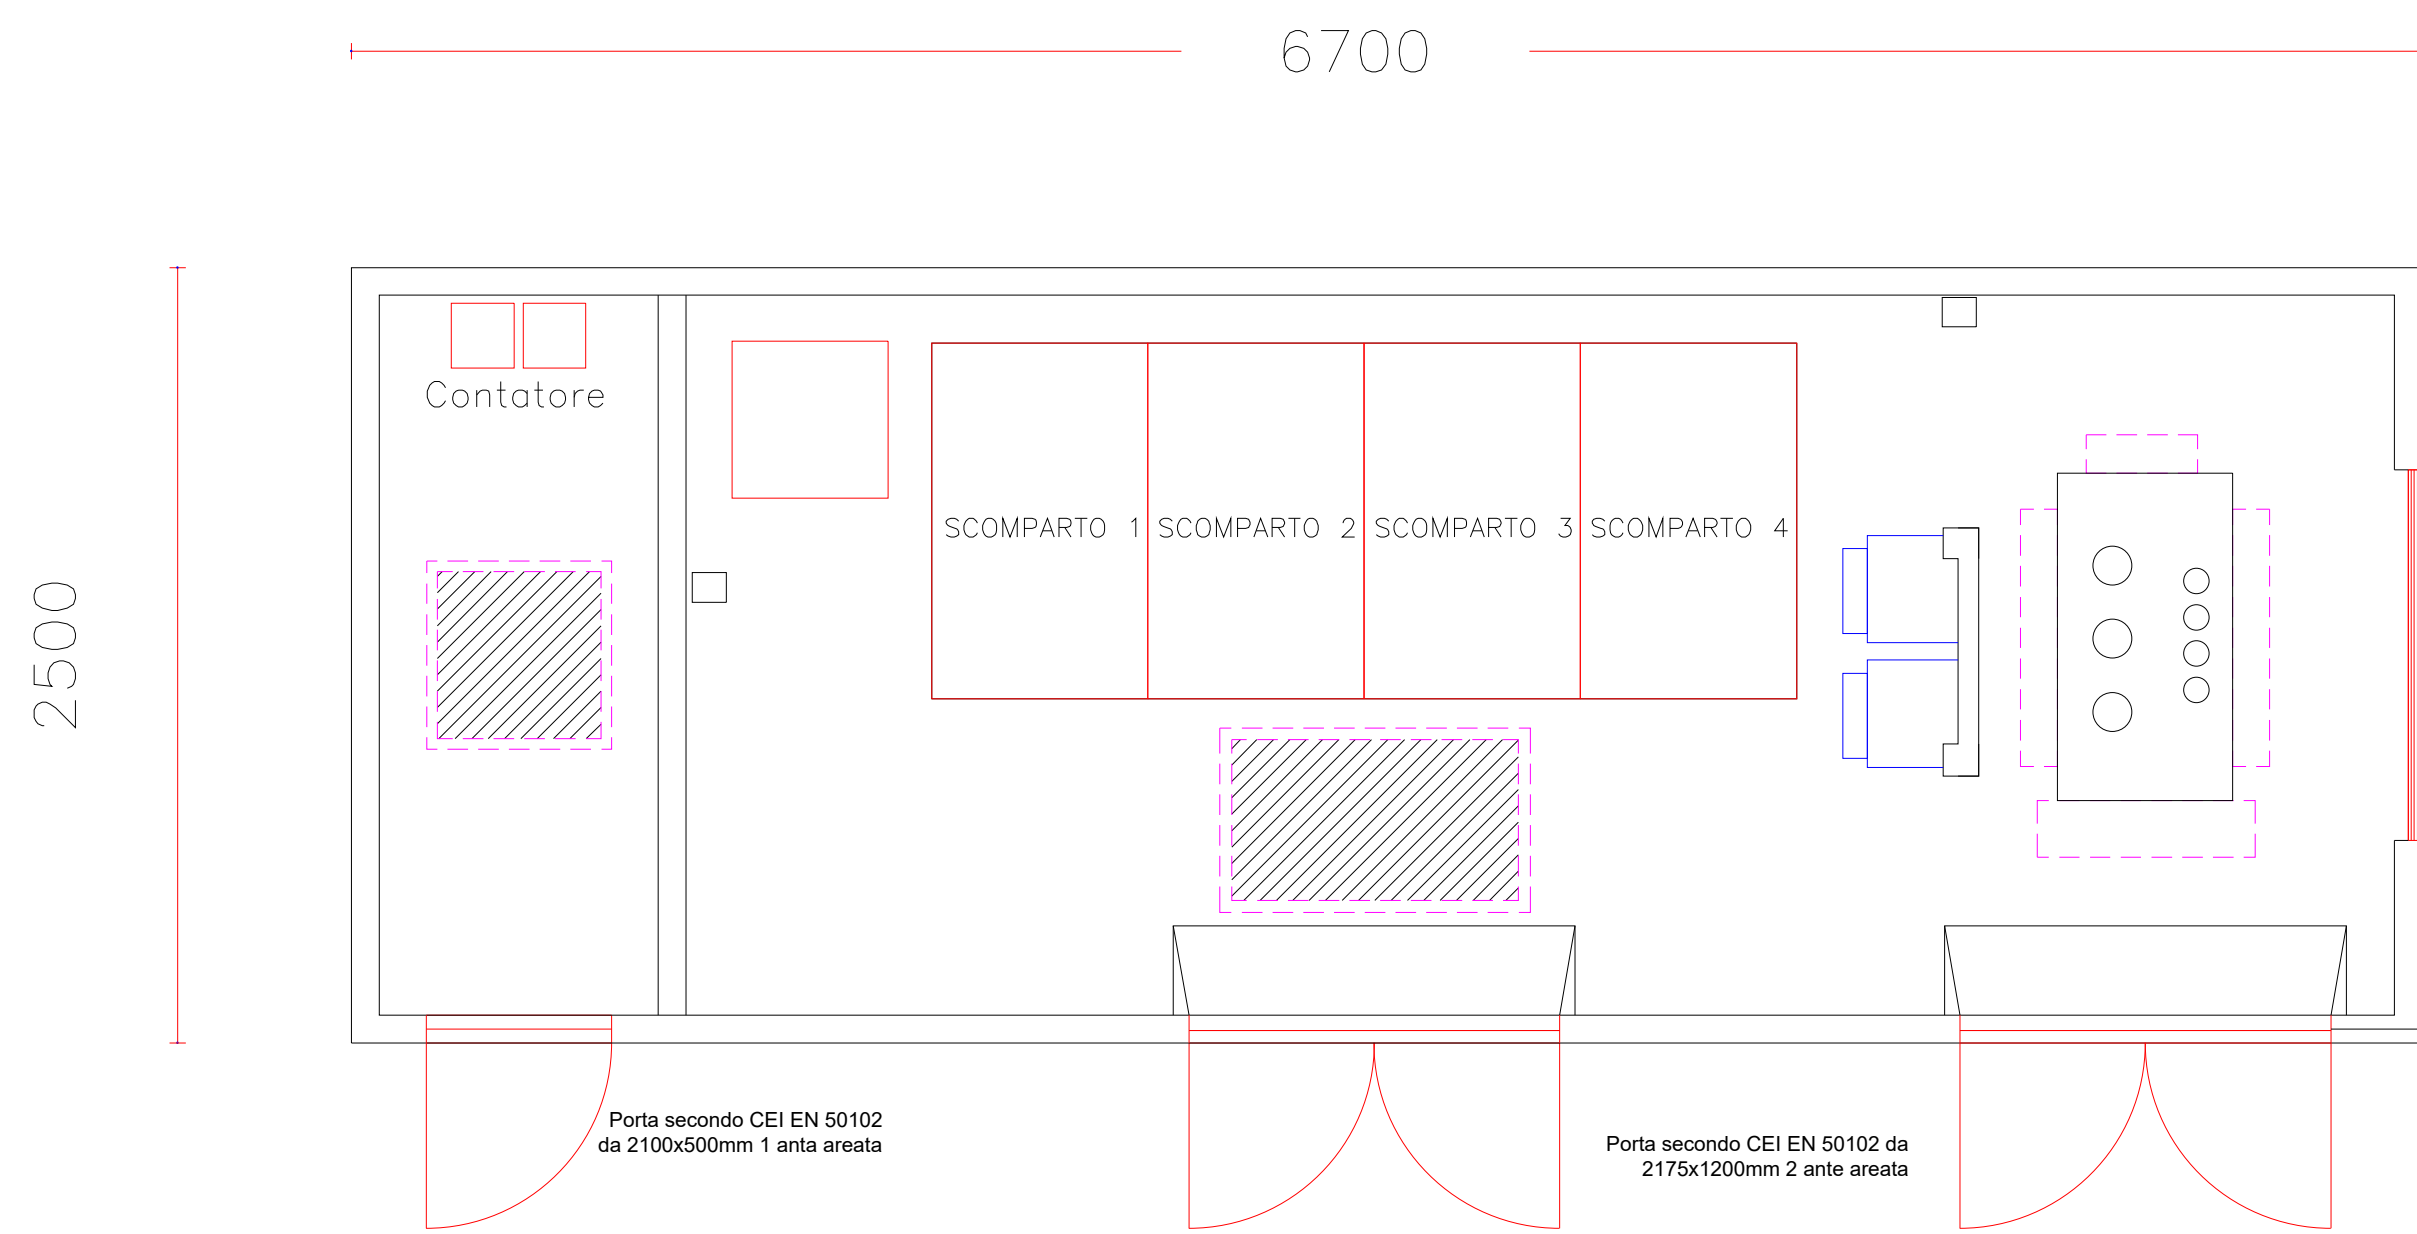 6700
Contatore
SCOMPARTO 1 SCOMPARTO 2 SCOMPARTO 3 SCOMPARTO 4
2500
Porta secondo CEI EN 50102
da 2100x500mm 1 anta areata
Porta secondo CEI EN 50102 da
2175x1200mm 2 ante areata